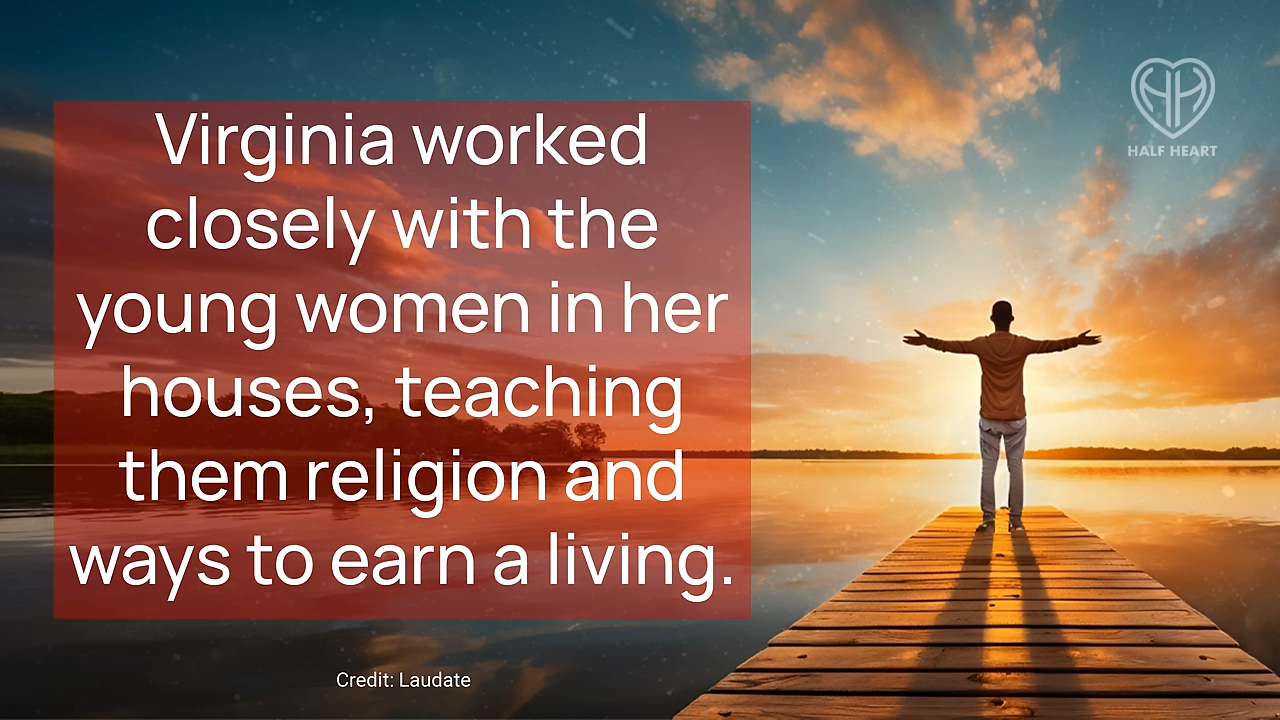 HALF HEART
Virginia worked
closely with the
young women in her
houses, teaching
them religion and
ways to earn a living.
Credit: Laudate